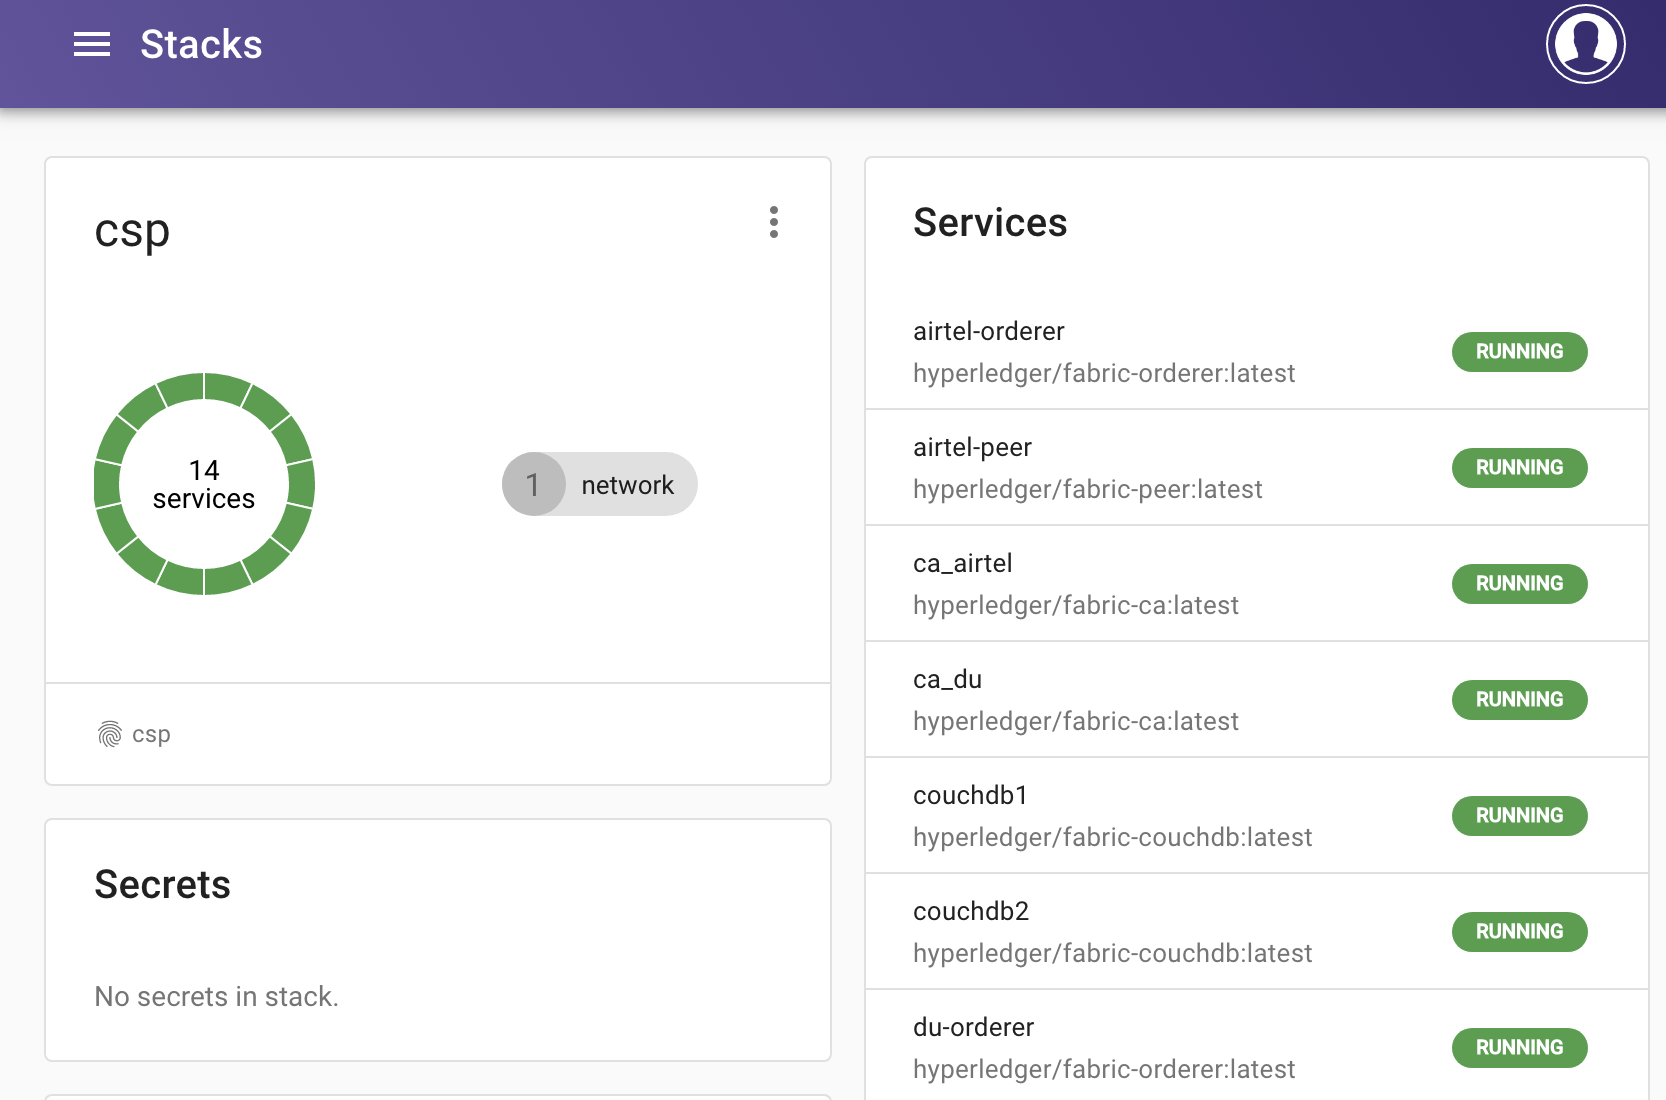 Stacks
csp
14
services
1 network
csp
Secrets
No secrets in stack.
Services
airtel-orderer
hyperledger/fabric-orderer:latest
RUNNING
airtel-peer
hyperledger/fabric-peer:latest
RUNNING
ca_airtel
hyperledger/fabric-ca:latest
RUNNING
ca_du
hyperledger/fabric-ca:latest
RUNNING
couchdb1
hyperledger/fabric-couchdb:latest
RUNNING
couchdb2
hyperledger/fabric-couchdb:latest
RUNNING
du-orderer
hyperledger/fabric-orderer:latest
RUNNING